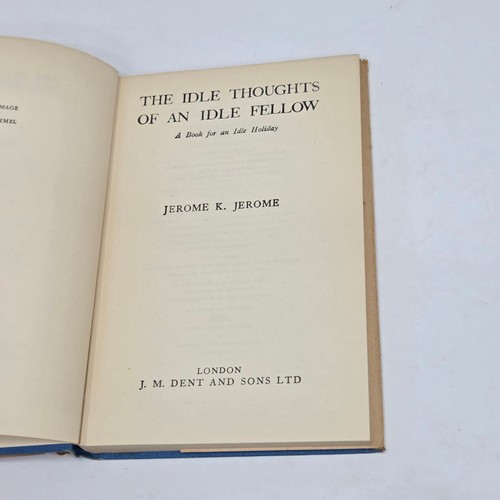 MAGE
EMEL
THE IDLE THOUGHTS
OF AN IDLE FELLOW
A Book for an Idle Holiday
JEROME K. JEROME
LONDON
J. M. DENT AND SONS LTD